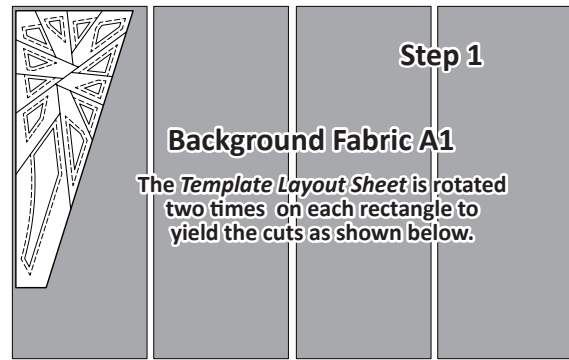 Step 1
Background Fabric A1
The Template Layout Sheet is rotated
two times on each rectangle to
yield the cuts as shown below.